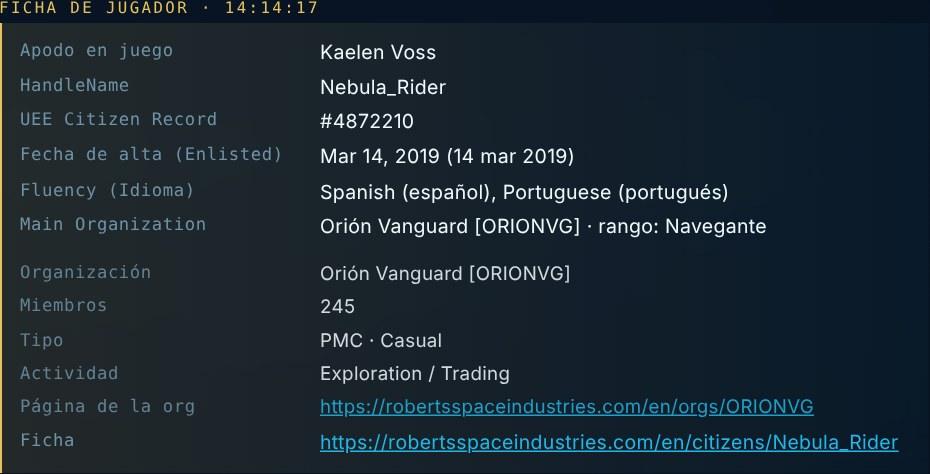 FICHA DE JUGADOR · 14:14:17
Apodo en juego Kaelen Voss
HandleName Nebula_Rider
UEE Citizen Record #4872210
Fecha de alta (Enlisted) Mar 14, 2019 (14 mar 2019)
Fluency (Idioma) Spanish (español), Portuguese (portugués)
Main Organization Orión Vanguard [ORIONVG] · rango: Navegante
Organización Orión Vanguard [ORIONVG]
Miembros 245
Tipo PMC · Casual
Actividad Exploration / Trading
Página de la org https://robertsspaceindustries.com/en/orgs/ORIONVG
Ficha https://robertsspaceindustries.com/en/citizens/Nebula_Rider